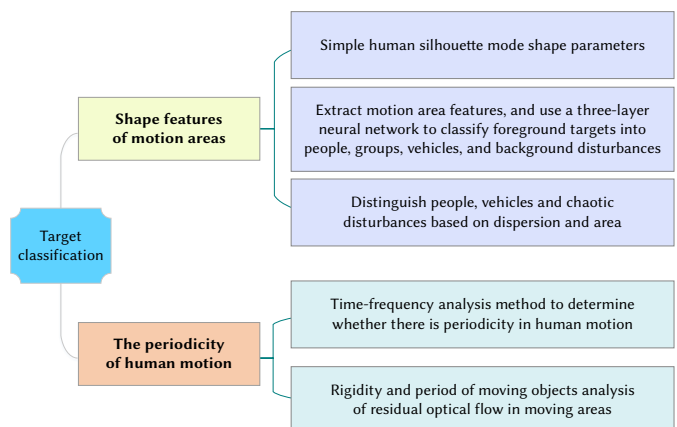 Simple human silhouette mode shape parameters
Shape features
of motion areas
Extract motion area features, and use a three-layer
neural network to classify foreground targets into
people, groups, vehicles, and background disturbances
Distinguish people, vehicles and chaotic
disturbances based on dispersion and area
Target
classification
Time-frequency analysis method to determine
whether there is periodicity in human motion
The periodicity
of human motion
Rigidity and period of moving objects analysis
of residual optical flow in moving areas